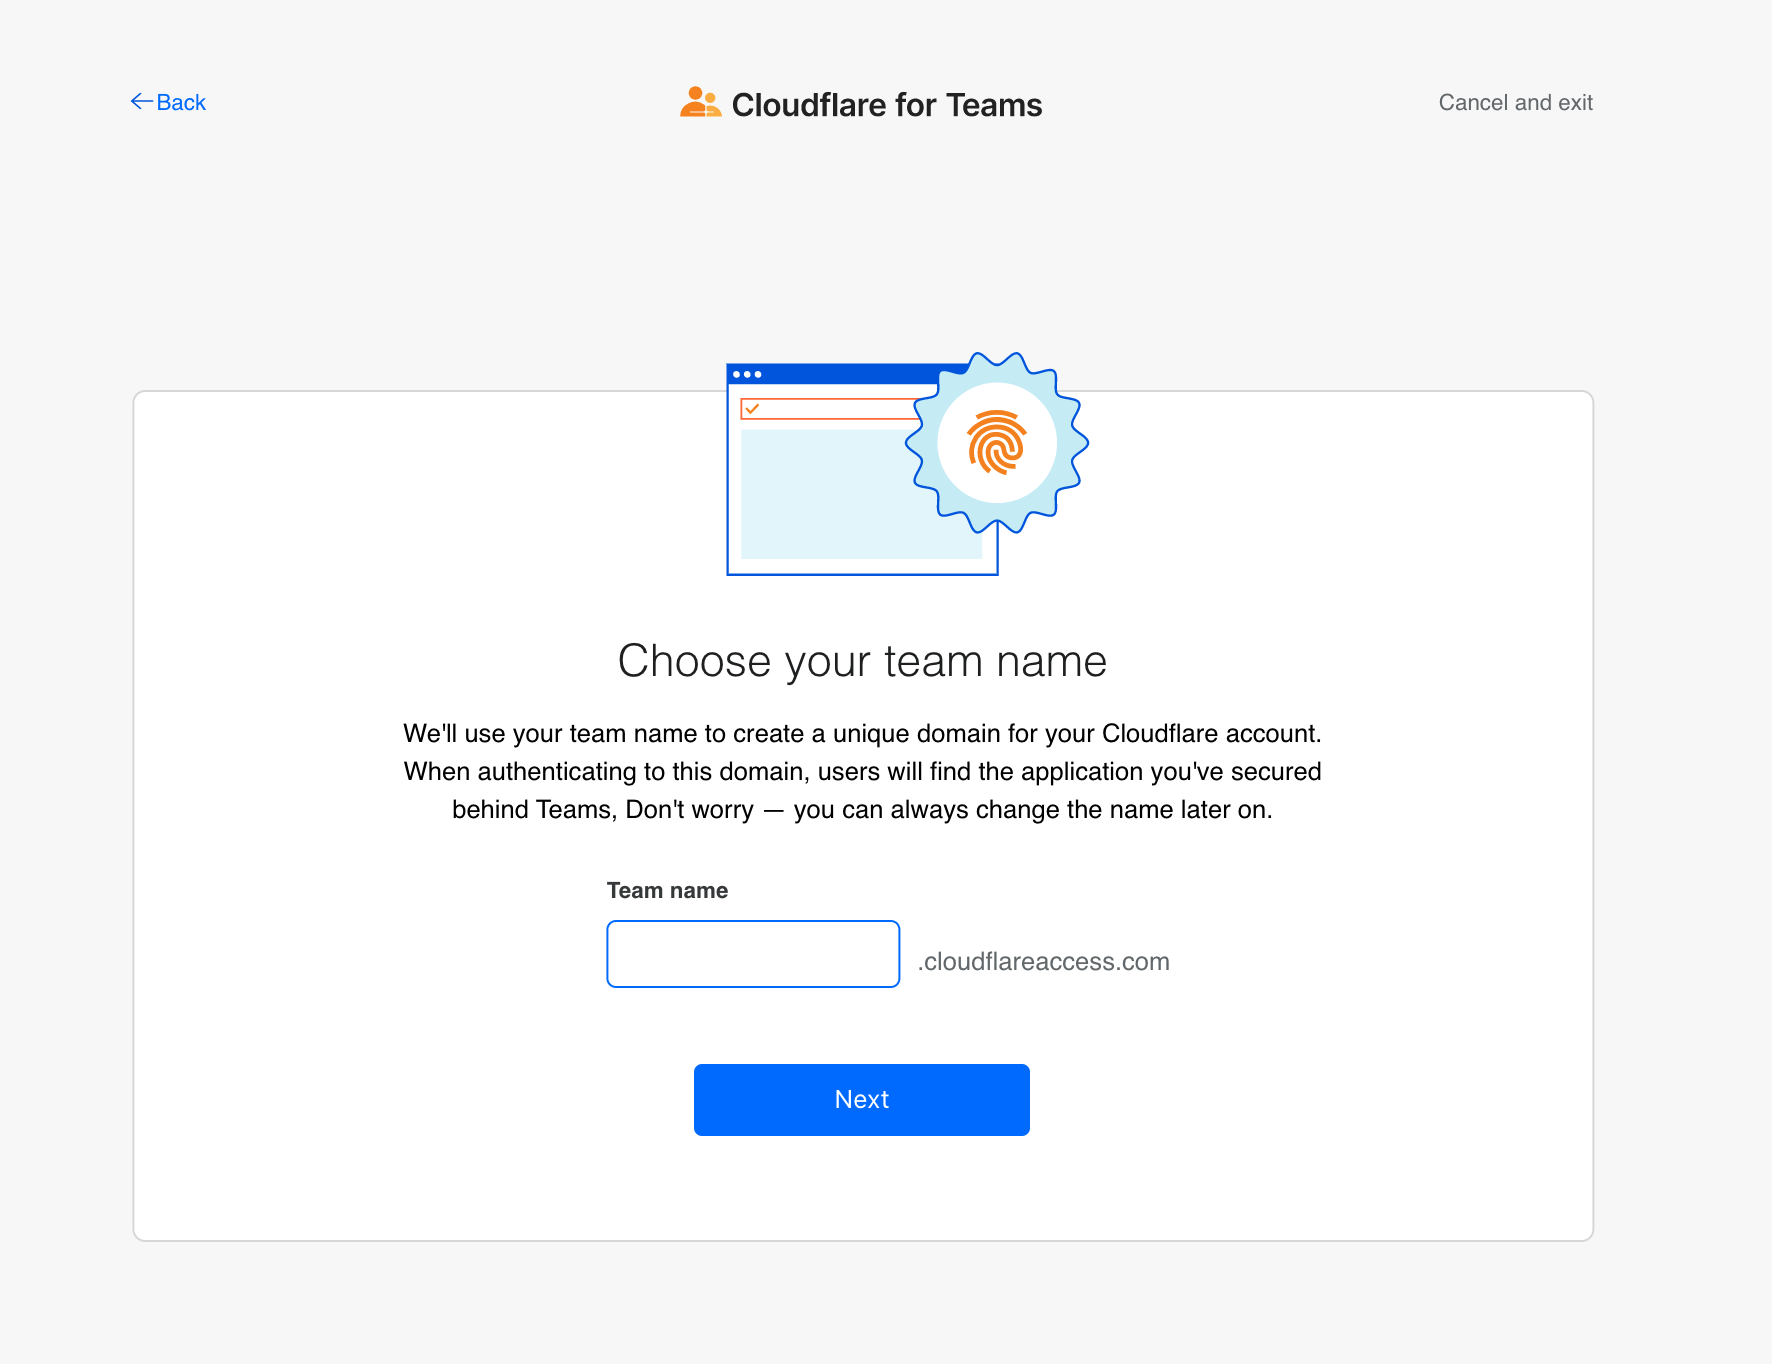 Back
Cloudflare for Teams
Cancel and exit
Choose your team name
We'll use your team name to create a unique domain for your Cloudflare account.
When authenticating to this domain, users will find the application you've secured
behind Teams, Don't worry — you can always change the name later on.
Team name
.cloudflareaccess.com
Next